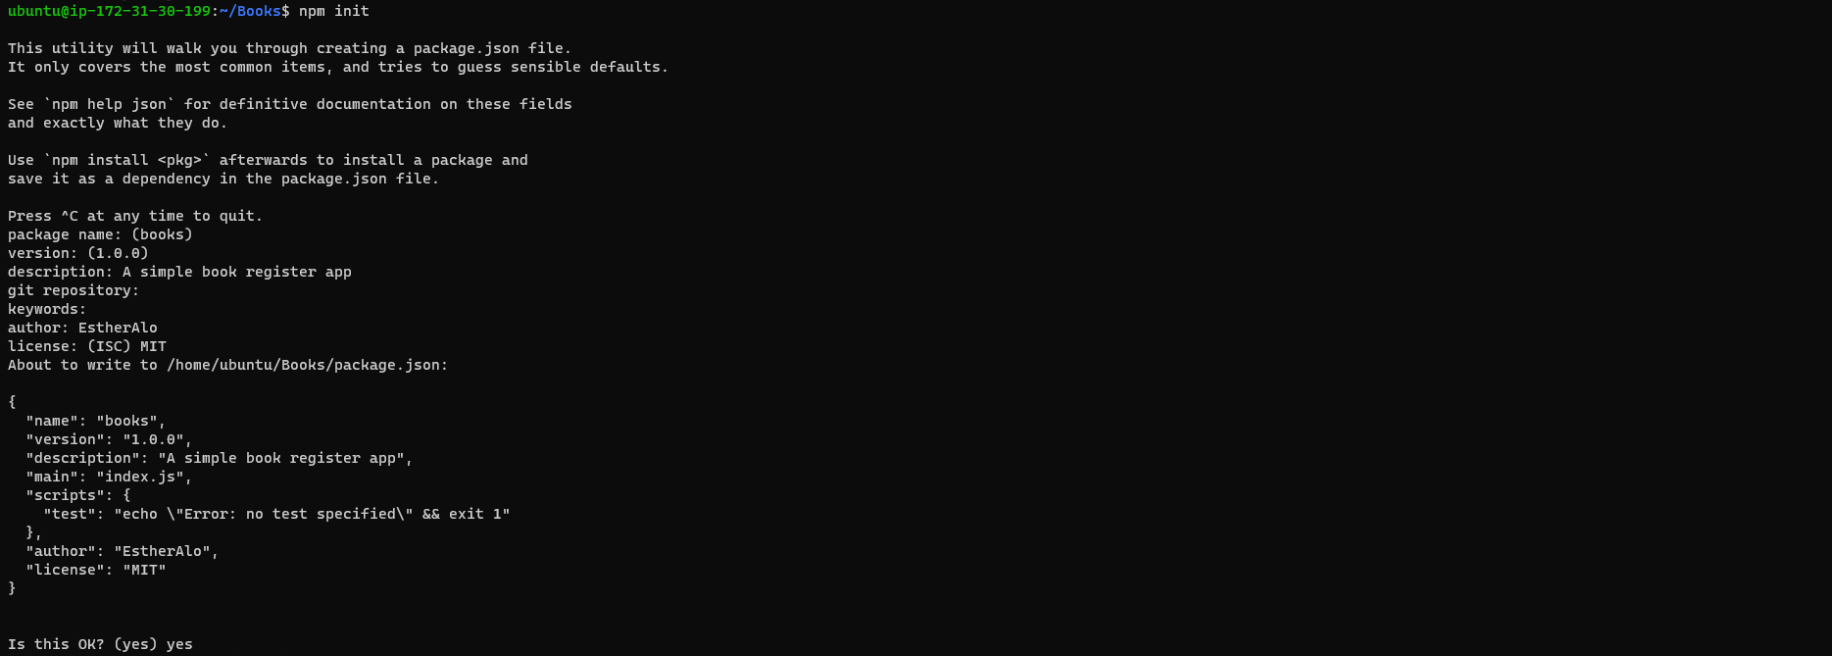 ubuntu@ip-172-31-30-199:~/Books$ npm init
This utility will walk you through creating a package.json file.
It only covers the most common items, and tries to guess sensible defaults.
See `npm help json` for definitive documentation on these fields
and exactly what they do.
Use `npm install <pkg>` afterwards to install a package and
save it as a dependency in the package.json file.
Press ^C at any time to quit.
package name: (books)
version: (1.0.0)
description: A simple book register app
git repository:
keywords:
author: EstherAlo
license: (ISC) MIT
About to write to /home/ubuntu/Books/package.json:
{
  "name": "books",
  "version": "1.0.0",
  "description": "A simple book register app",
  "main": "index.js",
  "scripts": {
    "test": "echo \"Error: no test specified\" && exit 1"
  },
  "author": "EstherAlo",
  "license": "MIT"
}
Is this OK? (yes) yes